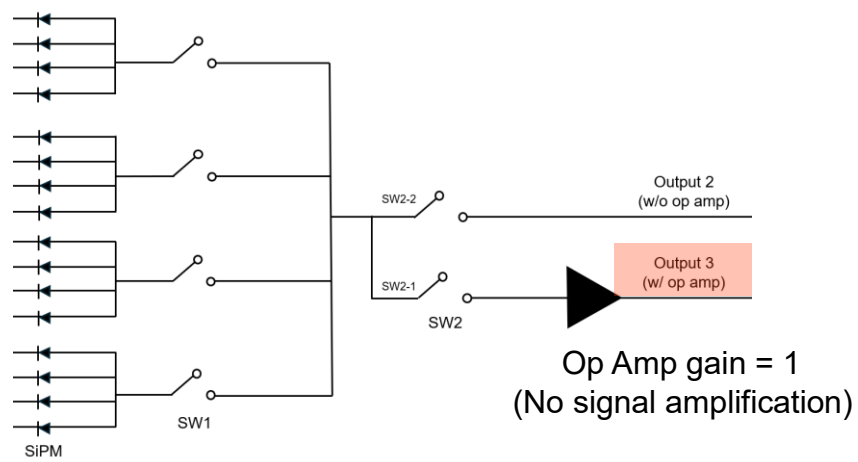 Output 2
(w/o op amp)
SW2-2
Output 3
(w/ op amp)
SW2-1
SW2
Op Amp gain = 1
(No signal amplification)
SW1
SiPM